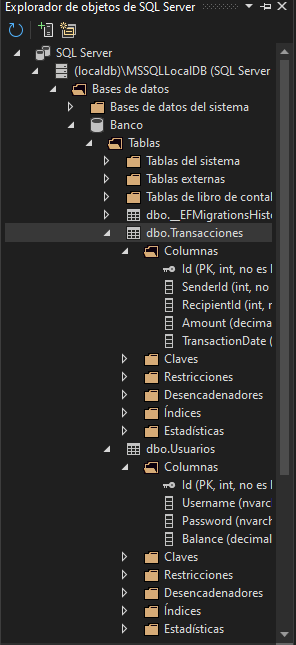 Explorador de objetos de SQL Server
SQL Server
(localdb)\MSSQLLocalDB (SQL Server
Bases de datos
Bases de datos del sistema
Banco
Tablas
Tablas del sistema
Tablas externas
Tablas de libro de contal
dbo.__EFMigrationsHist
dbo.Transacciones
Columnas
Id (PK, int, no es
SenderId (int, no
RecipientId (int, n
Amount (decima
TransactionDate (
Claves
Restricciones
Desencadenadores
Índices
Estadísticas
dbo.Usuarios
Columnas
Id (PK, int, no es
Username (nvarc
Password (nvarch
Balance (decimal
Claves
Restricciones
Desencadenadores
Índices
Estadísticas